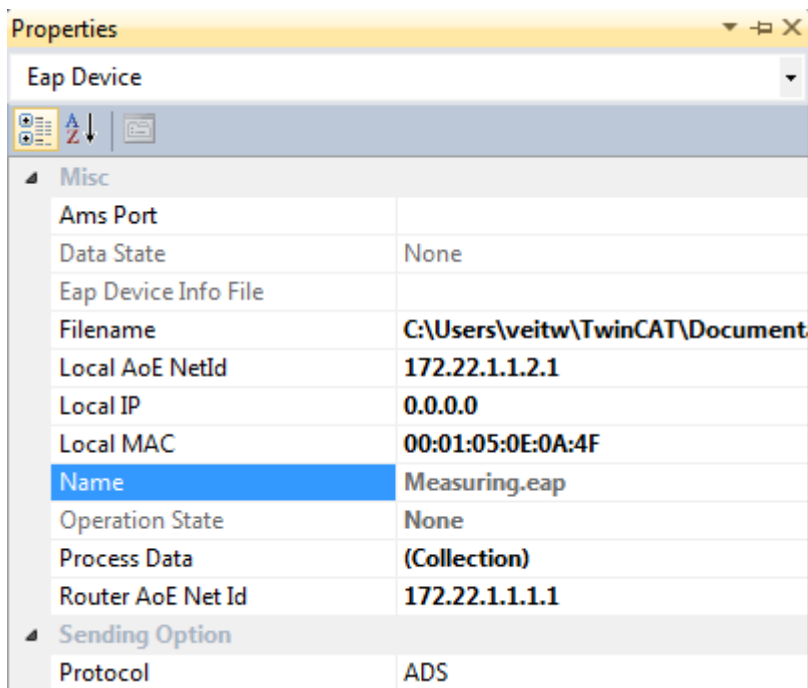 Properties
Eap Device
Misc
Ams Port
Data State None
Eap Device Info File
Filename C:\Users\veitw\TwinCAT\Document
Local AoE NetId 172.22.1.1.2.1
Local IP 0.0.0.0
Local MAC 00:01:05:0E:0A:4F
Name Measuring.eap
Operation State None
Process Data (Collection)
Router AoE Net Id 172.22.1.1.1.1
Sending Option
Protocol ADS